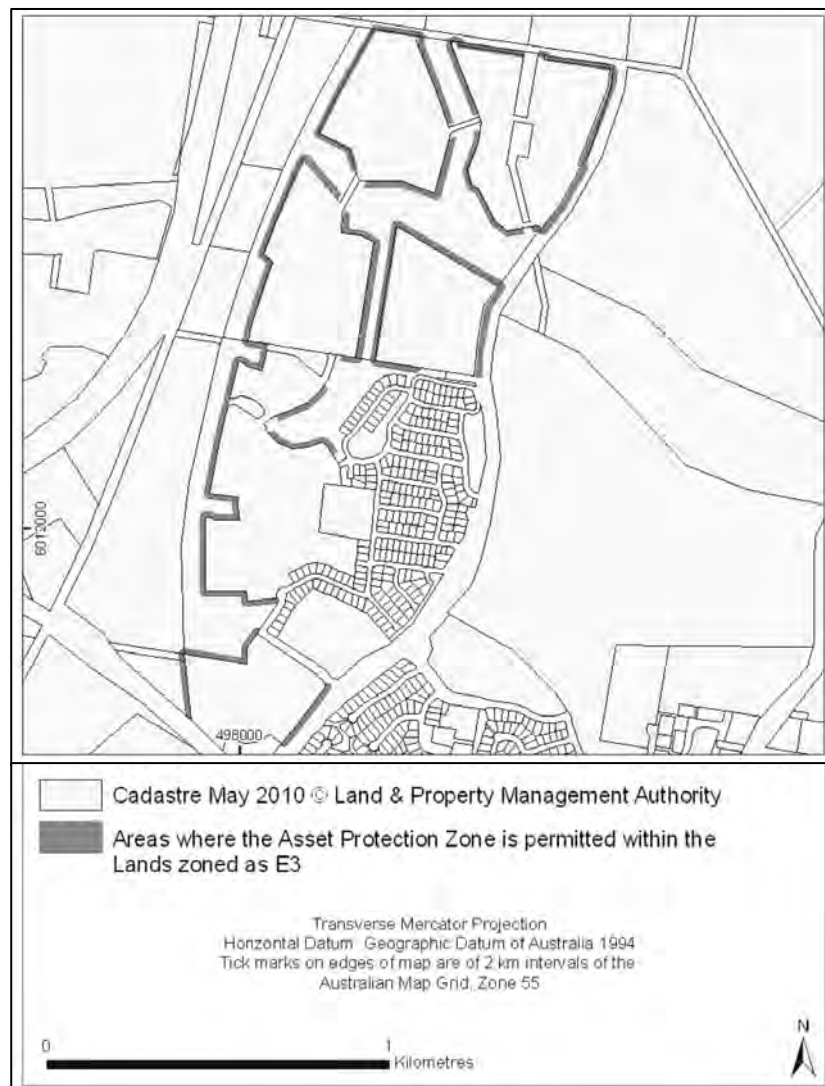 6013000
498000
Cadastre May 2010 © Land & Property Management Authority
Areas where the Asset Protection Zone is permitted within the
Lands zoned as E3
Transverse Mercator Projection
Horizontal Datum Geographic Datum of Australia 1994
Tick marks on edges of map are of 2 km intervals of the
Australian Map Grid, Zone 55
N
0 1
Kilometres